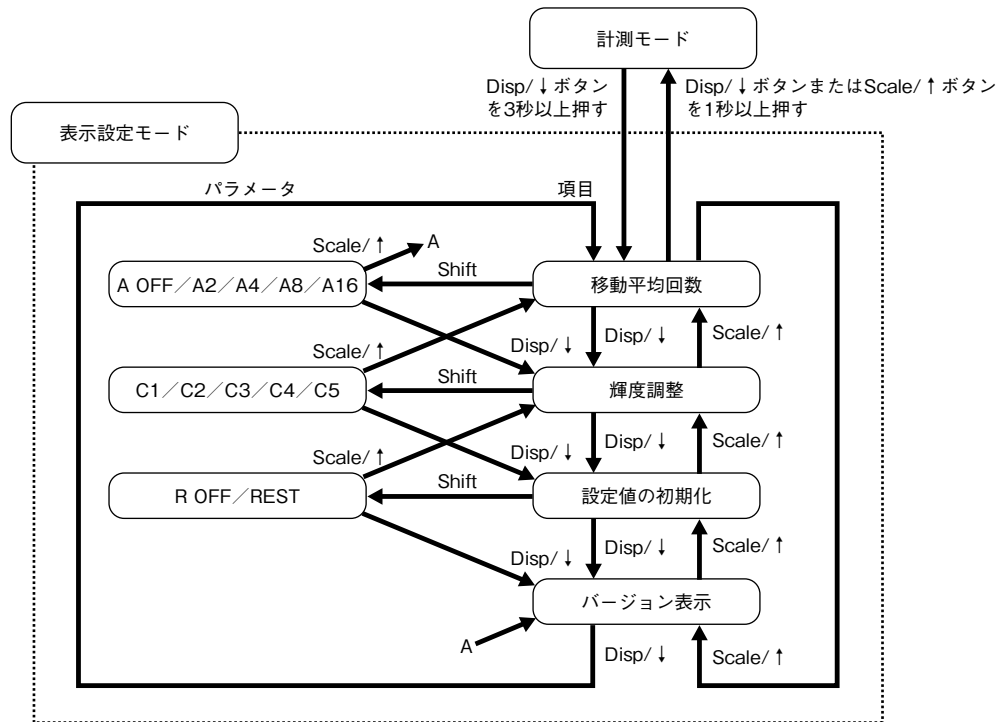 計測モード
Disp/↓ボタン
を3秒以上押す
Disp/↓ボタンまたはScale/↑ボタン
を1秒以上押す
表示設定モード
パラメータ
項目
Scale/↑
A
A OFF／A2／A4／A8／A16
Shift
移動平均回数
Scale/↑
Disp/↓
Disp/↓
Scale/↑
C1／C2／C3／C4／C5
Shift
輝度調整
Scale/↑
Disp/↓
Disp/↓
Scale/↑
R OFF／REST
Shift
設定値の初期化
Disp/↓
Disp/↓
Scale/↑
バージョン表示
A
Disp/↓
Scale/↑